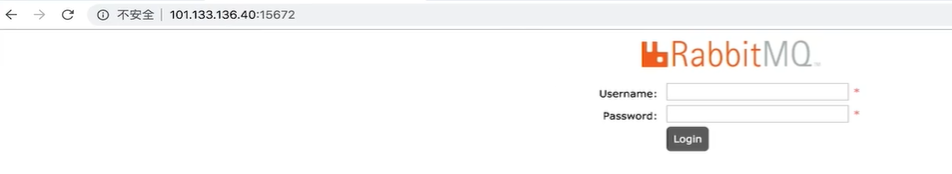 不安全 101.133.136.40:15672
RabbitMQ
Username: *
Password: *
Login